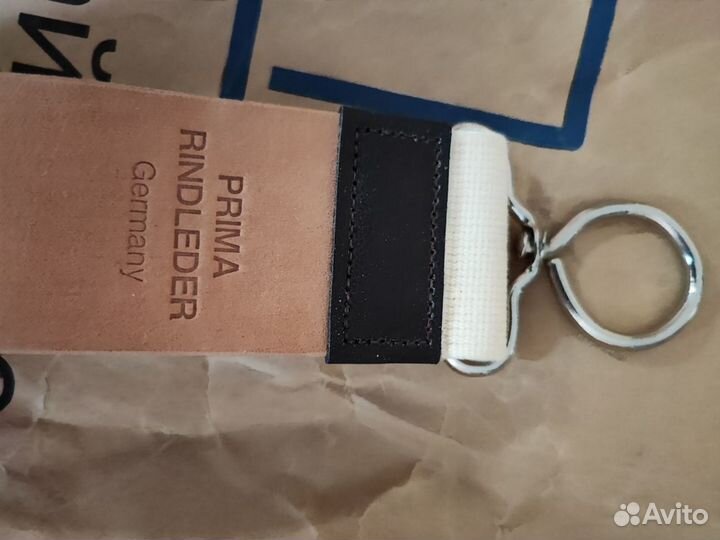 PRIMA
RINDLEDER
Germany
Й
Avito